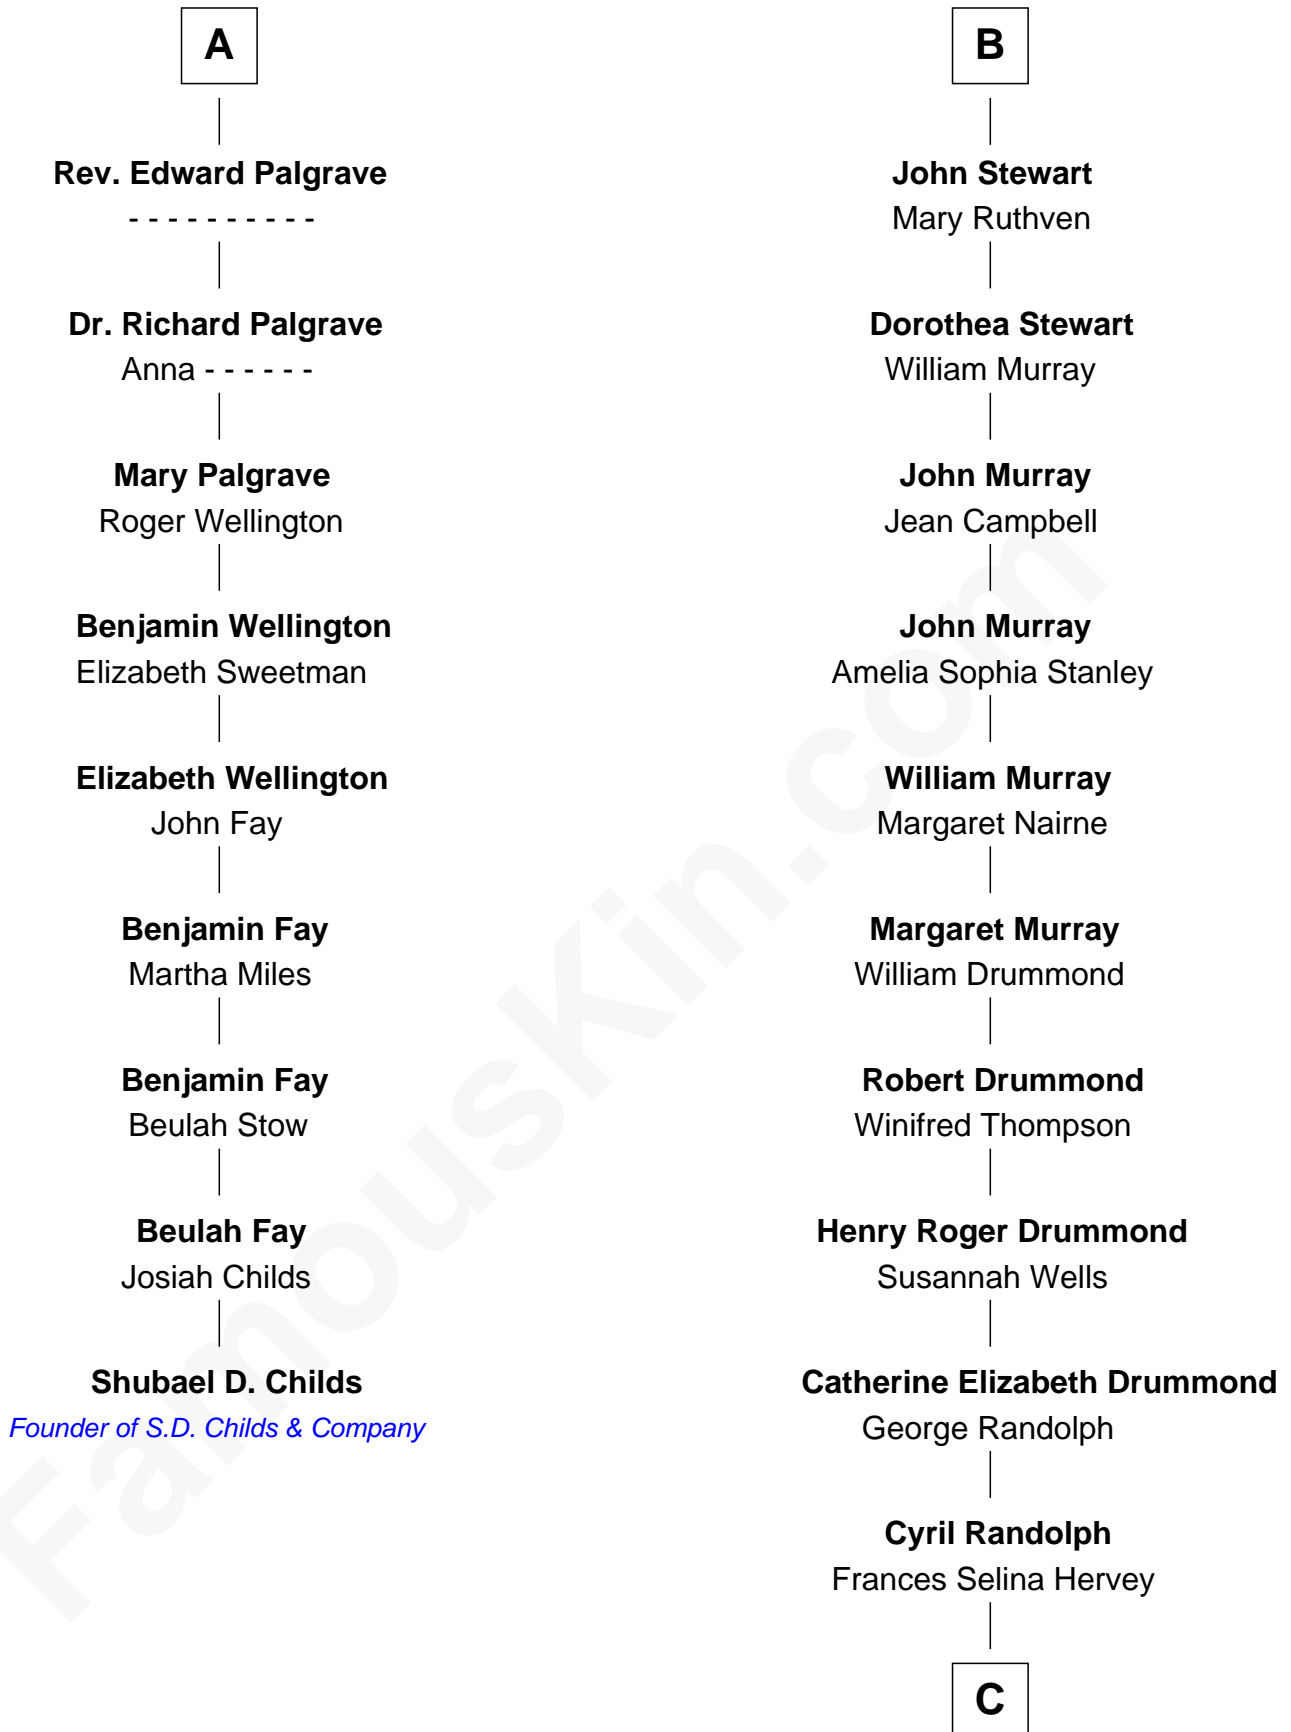 A
Rev. Edward Palgrave
- - - - - - - - - -
Dr. Richard Palgrave
Anna - - - - - -
Mary Palgrave
Roger Wellington
Benjamin Wellington
Elizabeth Sweetman
Elizabeth Wellington
John Fay
Benjamin Fay
Martha Miles
Benjamin Fay
Beulah Stow
Beulah Fay
Josiah Childs
Shubael D. Childs
Founder of S.D. Childs & Company
B
John Stewart
Mary Ruthven
Dorothea Stewart
William Murray
John Murray
Jean Campbell
John Murray
Amelia Sophia Stanley
William Murray
Margaret Nairne
Margaret Murray
William Drummond
Robert Drummond
Winifred Thompson
Henry Roger Drummond
Susannah Wells
Catherine Elizabeth Drummond
George Randolph
Cyril Randolph
Frances Selina Hervey
C
FamousKin.com